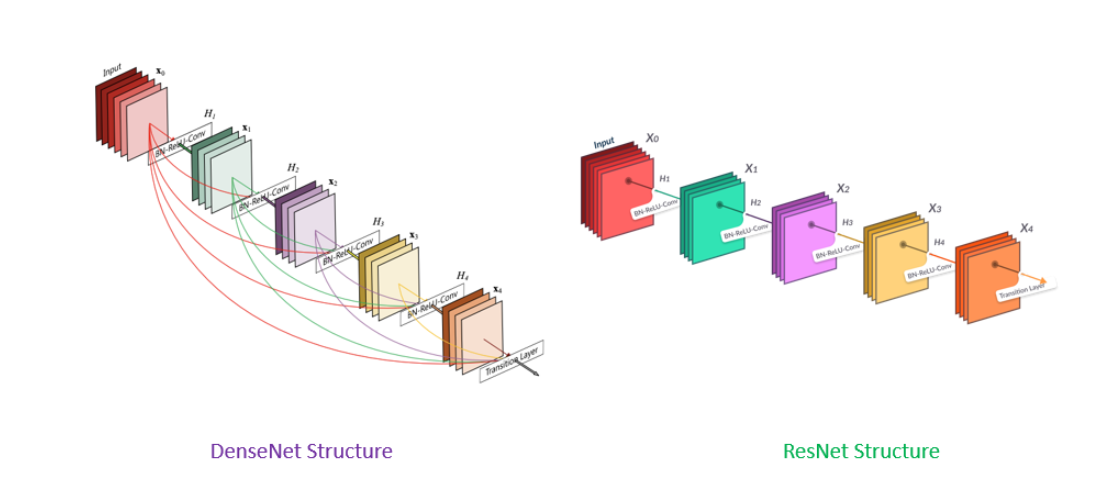 Input
x0
H1
BN-ReLU-Conv
x1
H2
BN-ReLU-Conv
x2
H3
BN-ReLU-Conv
x3
H4
BN-ReLU-Conv
x4
Transition Layer
DenseNet Structure
Input
X0
H1
BN-ReLU-Conv
X1
H2
BN-ReLU-Conv
X2
H3
BN-ReLU-Conv
X3
H4
BN-ReLU-Conv
X4
Transition Layer
ResNet Structure